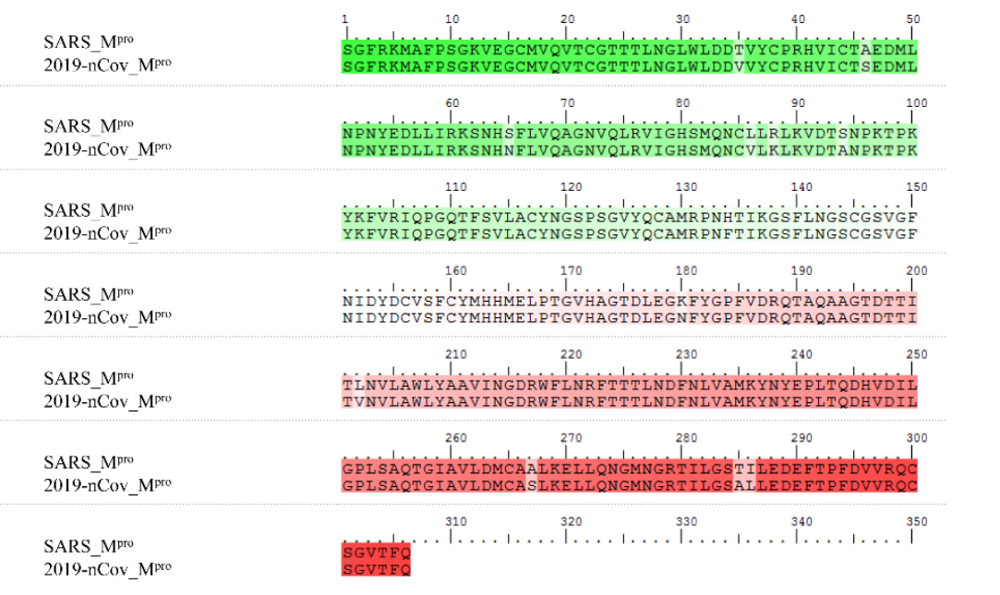 1 10 20 30 40 50
SARS_Mpro SGFRKMAFPSGKVEGCMVQVTCGTTTLNGLWLDDTVYCPRHVICTAEDML
2019-nCov_Mpro SGFRKMAFPSGKVEGCMVQVTCGTTTLNGLWLDDVVYCPRHVICTSEDML
60 70 80 90 100
SARS_Mpro NPNYEDLLIRKSNHSFLVQAGNVQLRVIGHSMQNCLLRLKVDTSNPKTPK
2019-nCov_Mpro NPNYEDLLIRKSNHNFLVQAGNVQLRVIGHSMQNCVLKLKVDTANPKTPK
110 120 130 140 150
SARS_Mpro YKFVRIQPGQTFSVLACYNGSPSGVYQCAMRPNHTIKGSFLNGSCGSVGF
2019-nCov_Mpro YKFVRIQPGQTFSVLACYNGSPSGVYQCAMRPNFTIKGSFLNGSCGSVGF
160 170 180 190 200
SARS_Mpro NIDYDCVSFCYMHHMELPTGVHAGTDLEGKFYGPFVDRQTAQAAGTDTTI
2019-nCov_Mpro NIDYDCVSFCYMHHMELPTGVHAGTDLEGNFYGPFVDRQTAQAAGTDTTI
210 220 230 240 250
SARS_Mpro TLNVLAWLYAAVINGDRWFLNRFTTTLNDFNLVAMKYNYEPLTQDHVDIL
2019-nCov_Mpro TVNVLAWLYAAVINGDRWFLNRFTTTLNDFNLVAMKYNYEPLTQDHVDIL
260 270 280 290 300
SARS_Mpro GPLSAQTGIAVLDMCAALKELLQNGMNGRTILGSTILEDEFTPFDVVRQC
2019-nCov_Mpro GPLSAQTGIAVLDMCASLKELLQNGMNGRTILGSALLEDEFTPFDVVRQC
310 320 330 340 350
SARS_Mpro SGVTFQ
2019-nCov_Mpro SGVTFQ